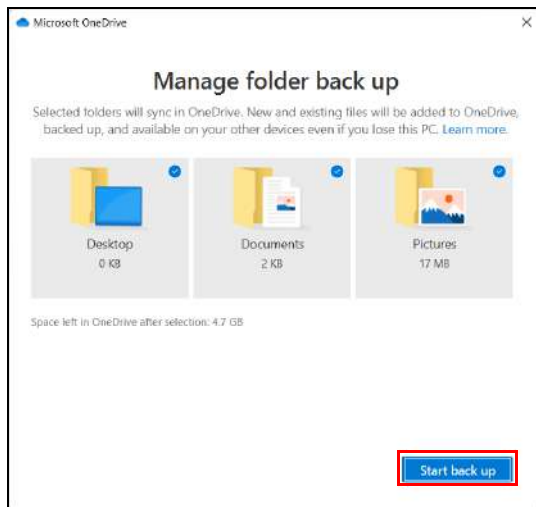 Microsoft OneDrive
Manage folder back up
Selected folders will sync in OneDrive. New and existing files will be added to OneDrive,
backed up, and available on your other devices even if you lose this PC. Learn more.
Desktop
0 KB
Documents
2 KB
Pictures
17 MB
Space left in OneDrive after selection: 4.7 GB
Start back up